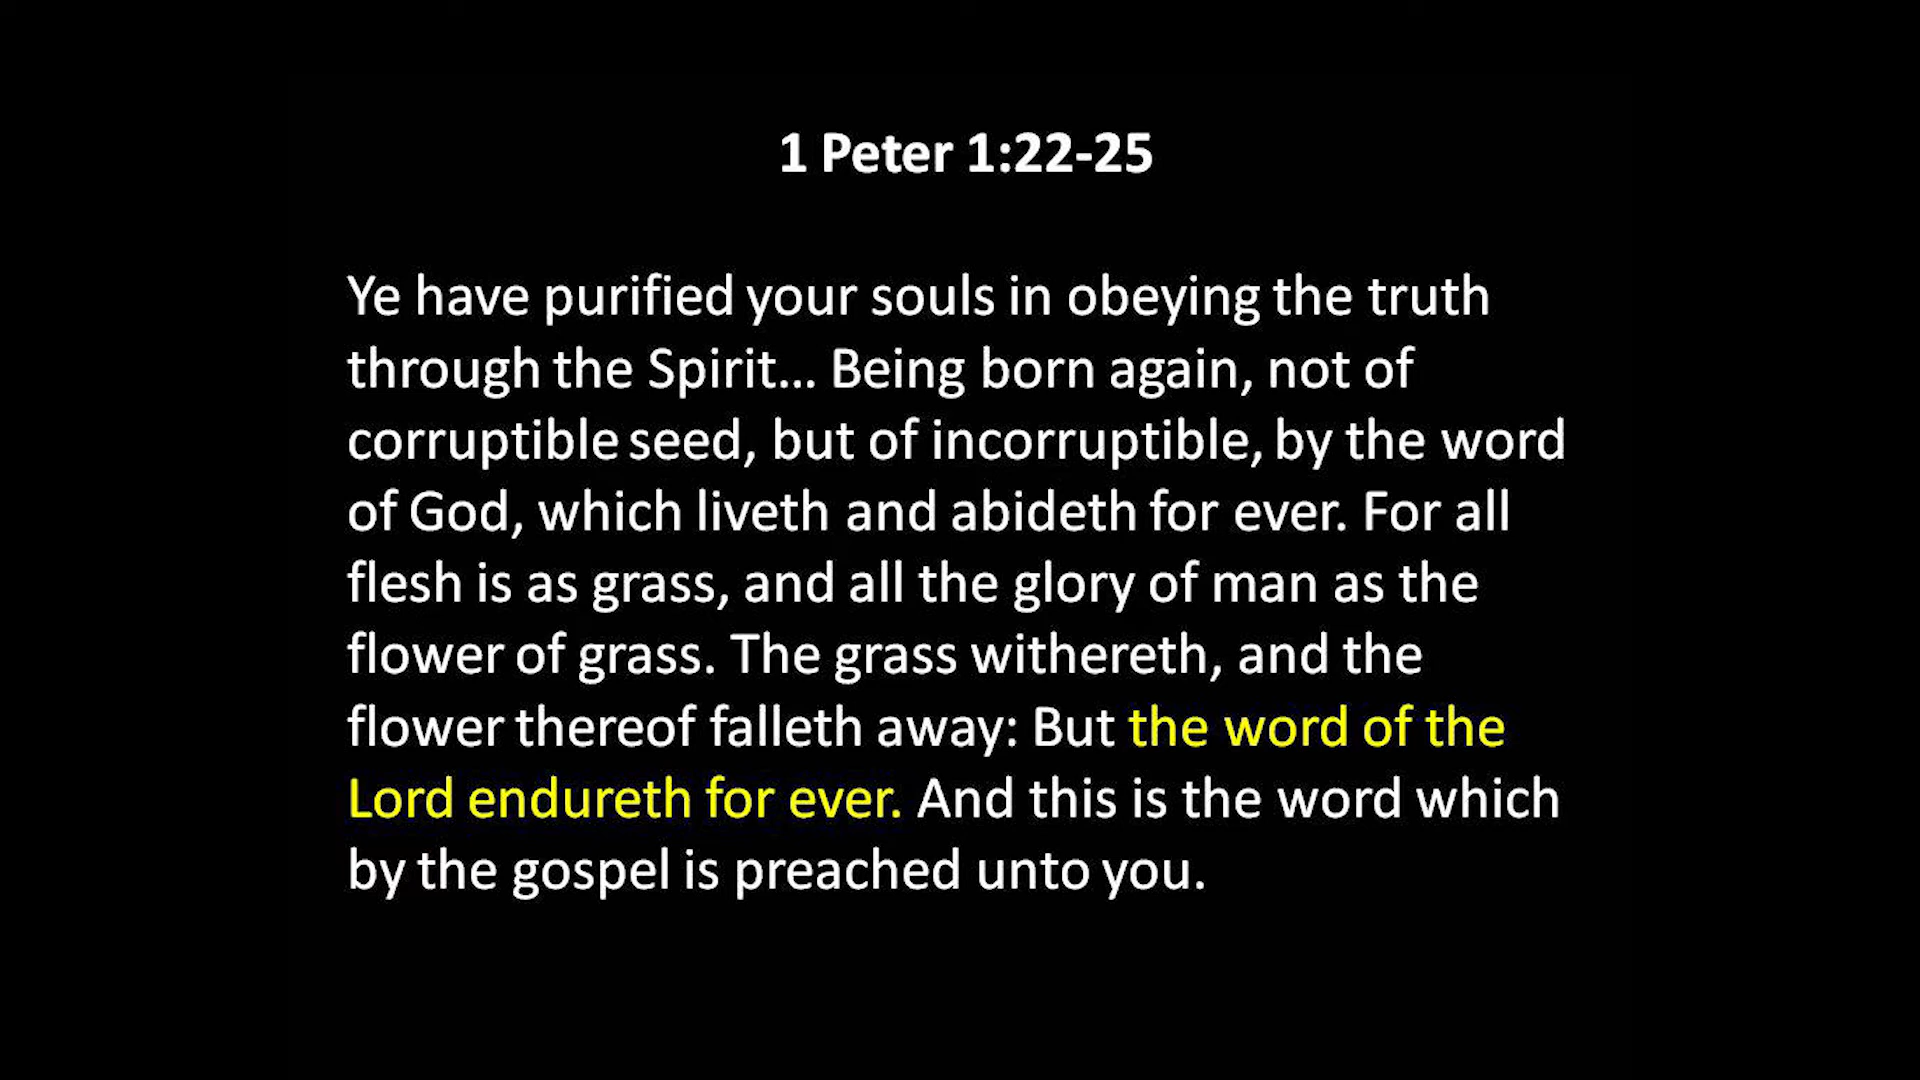 1 Peter 1:22-25
Ye have purified your souls in obeying the truth
through the Spirit... Being born again, not of
corruptible seed, but of incorruptible, by the word
of God, which liveth and abideth for ever. For all
flesh is as grass, and all the glory of man as the
flower of grass. The grass withereth, and the
flower thereof falleth away: But the word of the
Lord endureth for ever. And this is the word which
by the gospel is preached unto you.